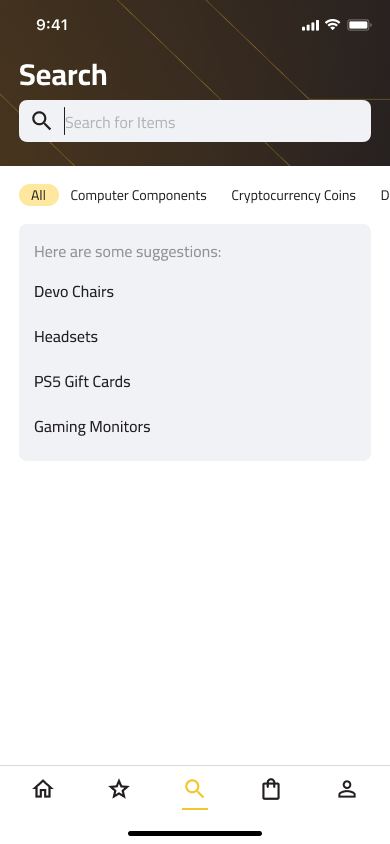 9:41
Search
Search for Items
All Computer Components Cryptocurrency Coins D
Here are some suggestions:
Devo Chairs
Headsets
PS5 Gift Cards
Gaming Monitors